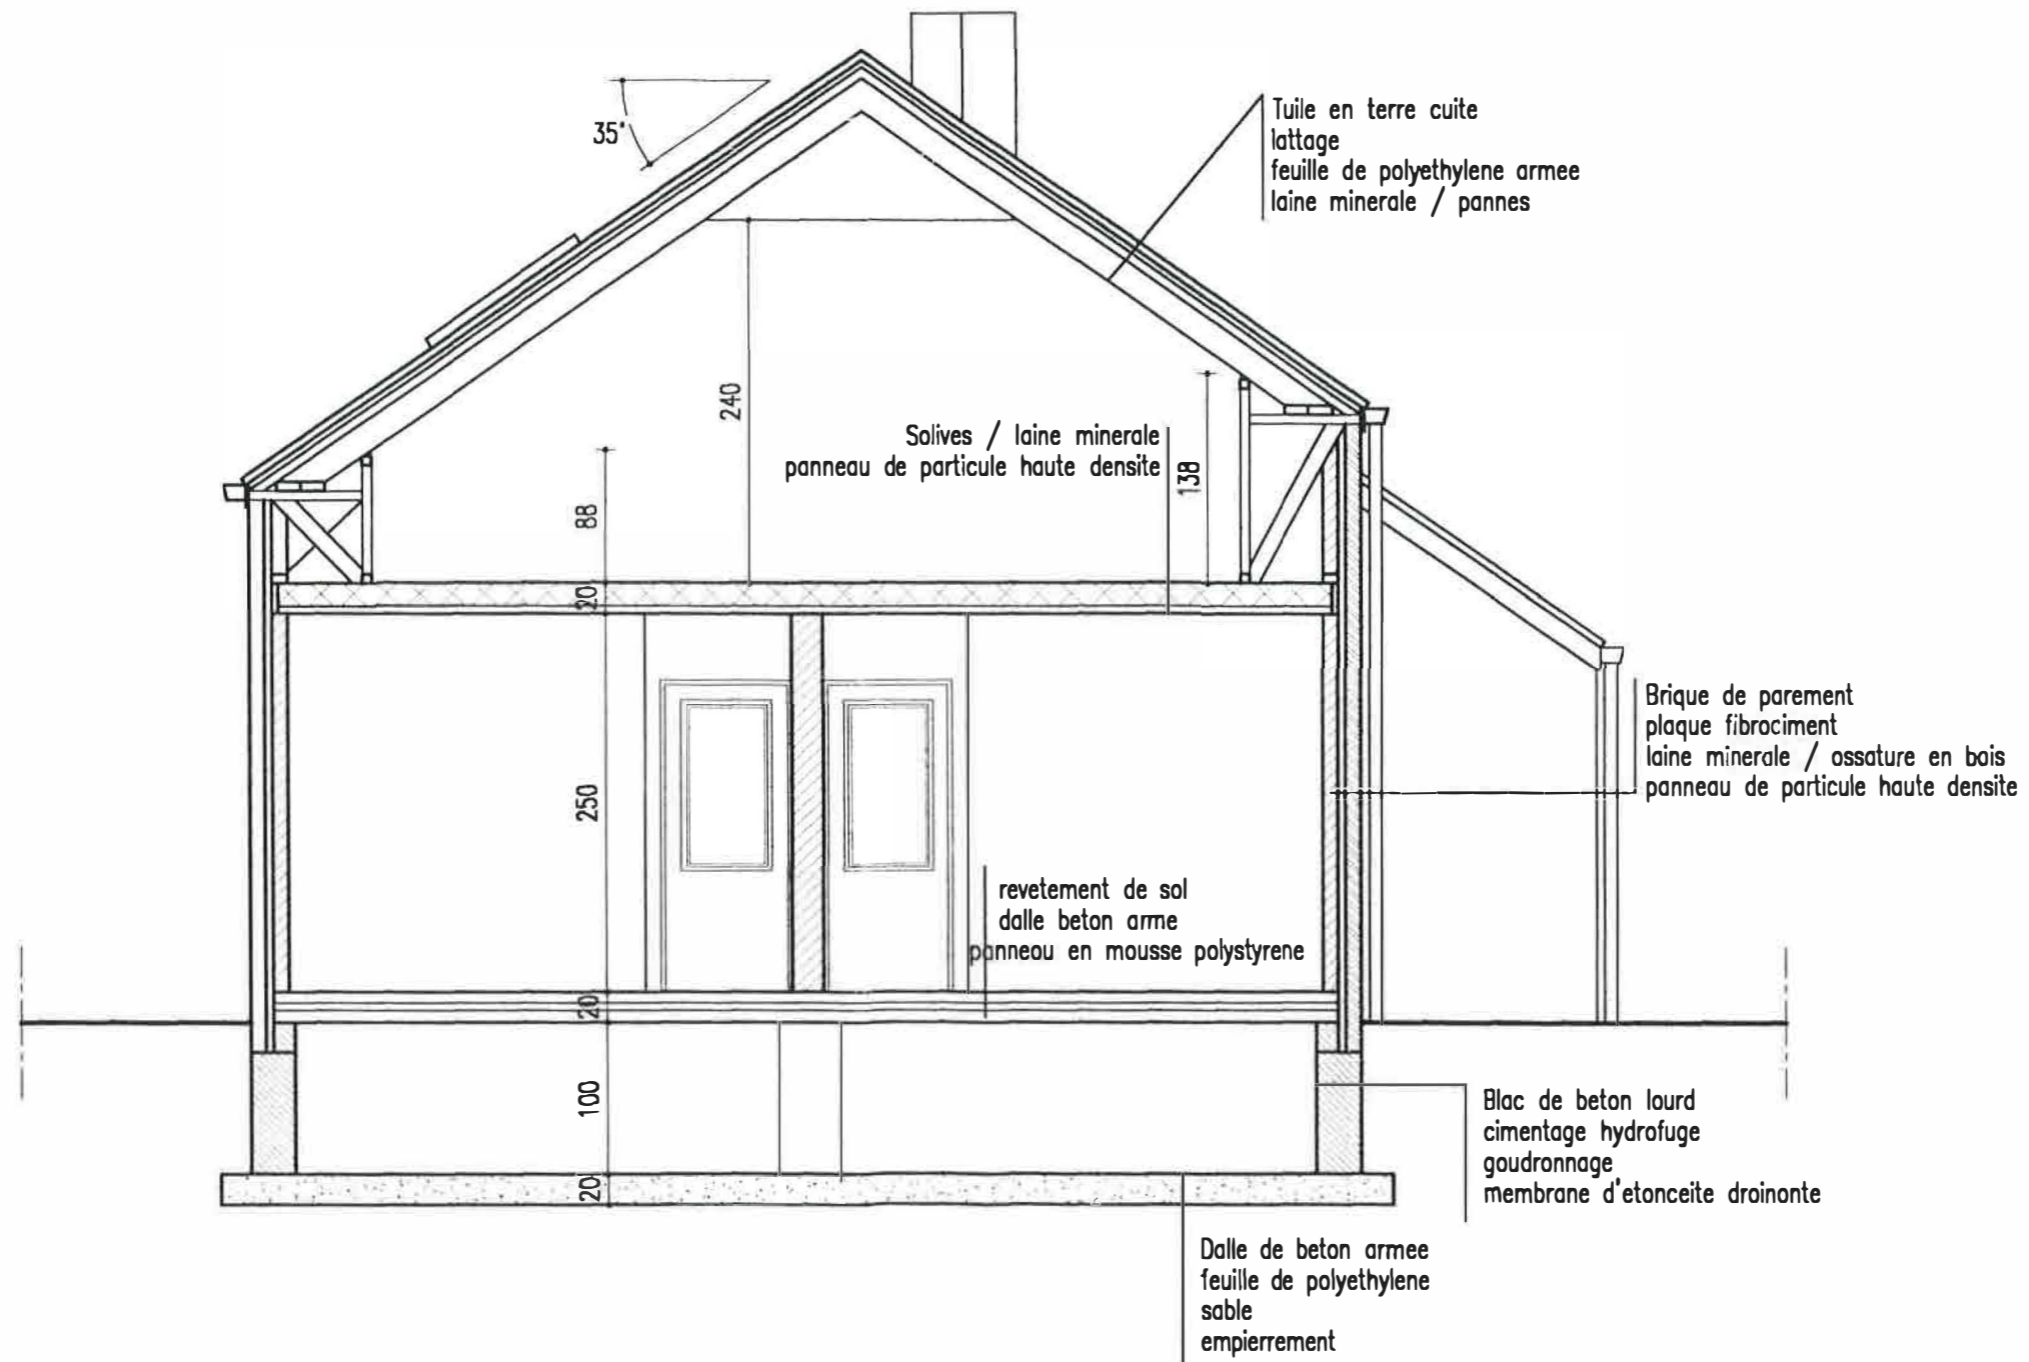 35°
Tuile en terre cuite
lattage
feuille de polyethylene armee
laine minerale / pannes
240
Solives / laine minerale
panneau de particule haute densite
138
88
20
250
Brique de parement
plaque fibrociment
laine minerale / ossature en bois
panneau de particule haute densite
revetement de sol
dalle beton arme
panneou en mousse polystyrene
20
100
20
Blac de beton lourd
cimentage hydrofuge
goudronnage
membrane d'etonceite droinonte
Dalle de beton armee
feuille de polyethylene
sable
empierrement